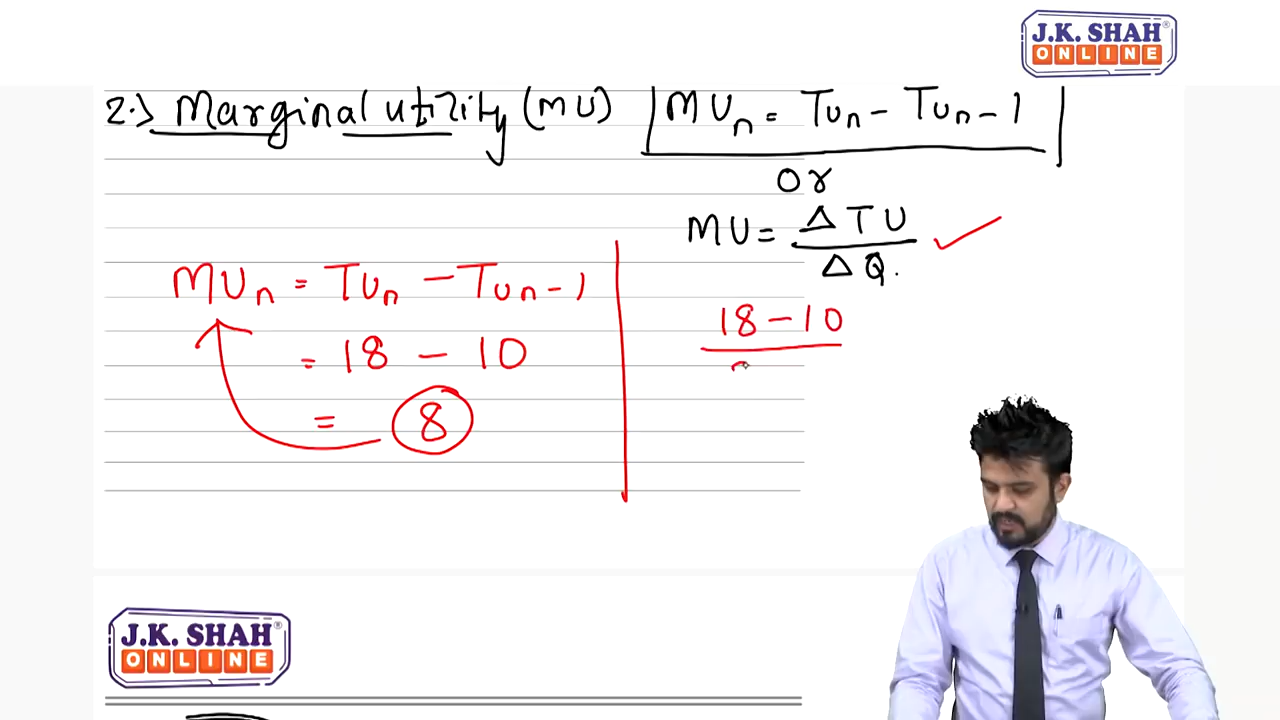 J.K. SHAH®
ONLINE
2.) Marginal utility (MU) MUn = Tun - Tun-1
or
MU = ΔTU / ΔQ.
MUn = Tun - Tun-1
= 18 - 10
= 8
18-10
J.K. SHAH®
ONLINE